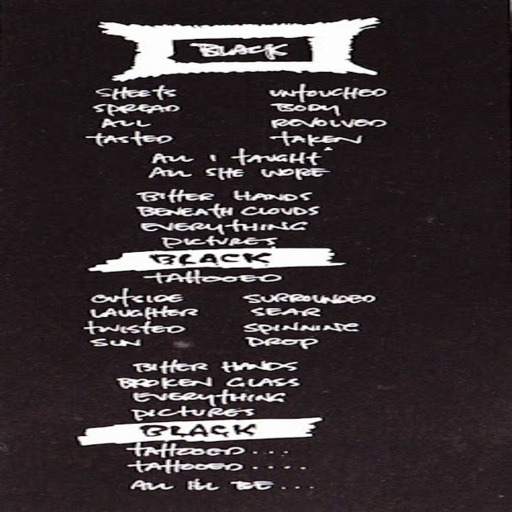 BLACK
SHEETS UNTOUCHED
SPREAD BODY
ALL REVOLVED
TASTED TAKEN
ALL I TAUGHT
ALL SHE WORE
BITTER HANDS
BENEATH CLOUDS
EVERYTHING
PICTURES
BLACK
TATTOOED
OUTSIDE SURROUNDED
LAUGHTER SEAR
TWISTED SPINNING
SUN DROP
BITTER HANDS
BROKEN GLASS
EVERYTHING
PICTURES
BLACK
TATTOOED...
TATTOOED....
ALL I'LL BE...